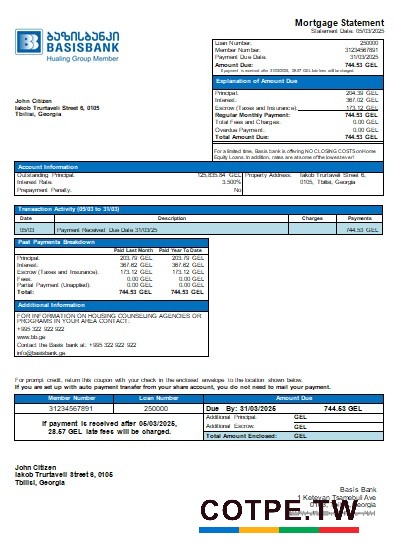 ბაზისბანკი
BASISBANK
Hualing Group Member
Mortgage Statement
Statement Date: 05/03/2025
Loan Number: 250000
Member Number: 31234567891
Payment Due Date: 31/03/2025
Amount Due: 744.53 GEL
If payment is received after 31/03/2025, 28.57 GEL late fees will be charged.
Explanation of Amount Due
Principal: 204.39 GEL
Interest: 367.02 GEL
Escrow (Taxes and Insurance): 173.12 GEL
Regular Monthly Payment: 744.53 GEL
Total Fees and Charges: 0.00 GEL
Overdue Payment: 0.00 GEL
Total Amount Due: 744.53 GEL
For a limited time, Basis bank is offering NO CLOSING COSTS on Home
Equity Loans. In addition, rates are at some of the lowest ever!
John Citizen
Iakob Trurtaveli Street 6, 0105
Tbilisi, Georgia
Account Information
Outstanding Principal: 125,835.84 GEL
Interest Rate: 3.500%
Prepayment Penalty: No
Property Address: Iakob Trurtaveli Street 6,
0105, Tbilisi, Georgia
Transaction Activity (05/03 to 31/03)
Date Description Charges Payments
05/03 Payment Received Due Date 31/03/25 744.53 GEL
Past Payments Breakdown
Paid Last Month Paid Year To Date
Principal: 203.79 GEL 203.79 GEL
Interest: 367.62 GEL 367.62 GEL
Escrow (Taxes and Insurance): 173.12 GEL 173.12 GEL
Fees: 0.00 GEL 0.00 GEL
Partial Payment (Unapplied): 0.00 GEL 0.00 GEL
Total: 744.53 GEL 744.53 GEL
Additional Information
FOR INFORMATION ON HOUSING COUNSELING AGENCIES OR
PROGRAMS IN YOUR AREA CONTACT:
+995 322 922 922
www.bb.ge
Contact the Basis bank at: +995 322 922 922
info@basisbank.ge
For prompt credit, return this coupon with your check in the enclosed envelope to the location shown below.
If you are set up with auto payment transfer from your share account, you do not need to mail your payment.
Member Number Loan Number
31234567891 250000
If payment is received after 05/03/2025,
28.57 GEL late fees will be charged.
Due By: 31/03/2025 744.53 GEL
Additional Principal: GEL
Additional Escrow: GEL
Total Amount Enclosed: GEL
John Citizen
Iakob Trurtaveli Street 6, 0105
Tbilisi, Georgia
Basis Bank
1 Ketevan Tsamebul Ave
COTPE.TW